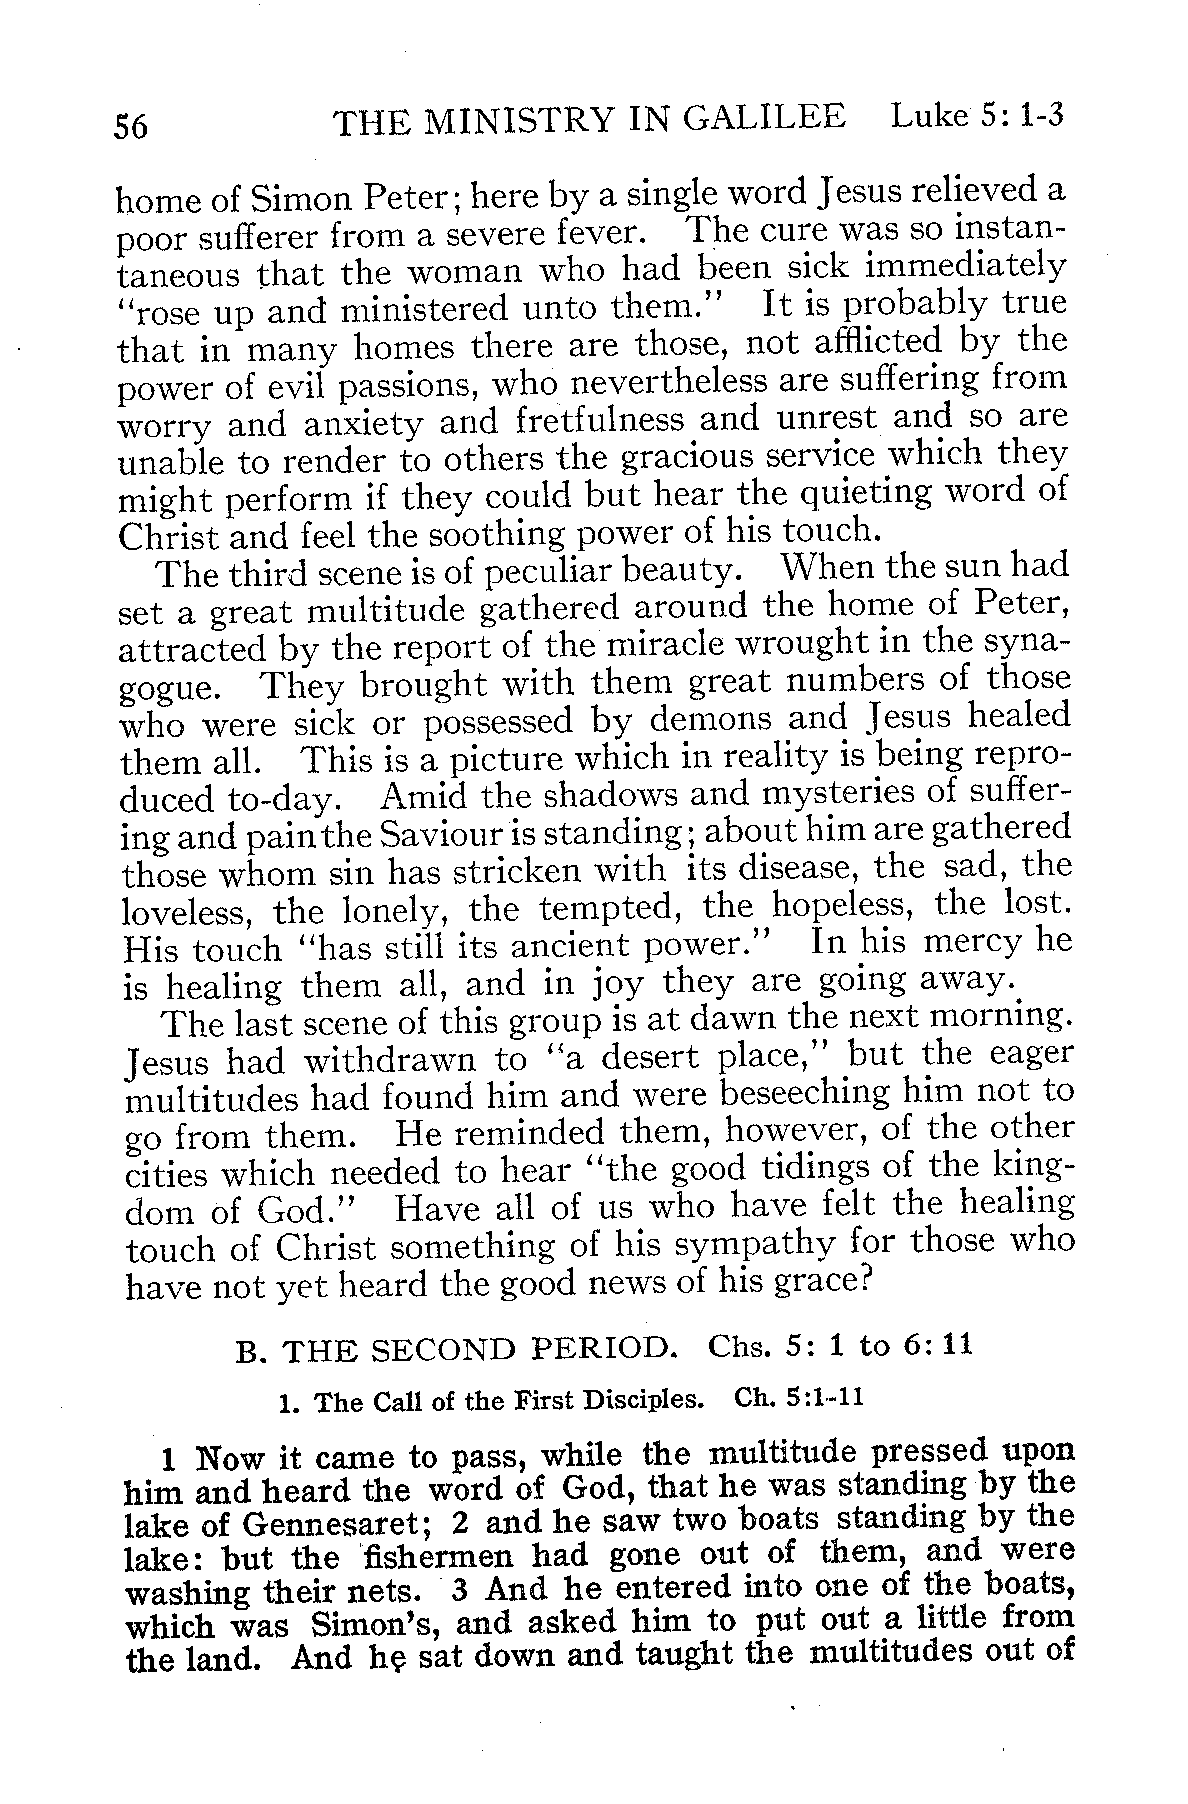 56 THE MINISTRY IN GALILEE Luke 5: 1-3
home of Simon Peter; here by a single word Jesus relieved a
poor sufferer from a severe fever. The cure was so instan-
taneous that the woman who had been sick immediately
“rose up and ministered unto them.” It is probably true
that in many homes there are those, not afflicted by the
power of evil passions, who nevertheless are suffering from
worry and anxiety and fretfulness and unrest and so are
unable to render to others the gracious service which they
might perform if they could but hear the quieting word of
Christ and feel the soothing power of his touch.
The third scene is of peculiar beauty. When the sun had
set a great multitude gathered around the home of Peter,
attracted by the report of the miracle wrought in the syna-
gogue. They brought with them great numbers of those
who were sick or possessed by demons and Jesus healed
them all. This is a picture which in reality is being repro-
duced to-day. Amid the shadows and mysteries of suffer-
ing and pain the Saviour is standing; about him are gathered
those whom sin has stricken with its disease, the sad, the
loveless, the lonely, the tempted, the hopeless, the lost.
His touch “has still its ancient power.” In his mercy he
is healing them all, and in joy they are going away.
The last scene of this group is at dawn the next morning.
Jesus had withdrawn to “a desert place,” but the eager
multitudes had found him and were beseeching him not to
go from them. He reminded them, however, of the other
cities which needed to hear “the good tidings of the king-
dom of God.” Have all of us who have felt the healing
touch of Christ something of his sympathy for those who
have not yet heard the good news of his grace?
B. THE SECOND PERIOD. Chs. 5: 1 to 6: 11
1. The Call of the First Disciples. Ch. 5:1-11
1 Now it came to pass, while the multitude pressed upon
him and heard the word of God, that he was standing by the
lake of Gennesaret; 2 and he saw two boats standing by the
lake: but the fishermen had gone out of them, and were
washing their nets. 3 And he entered into one of the boats,
which was Simon’s, and asked him to put out a little from
the land. And he sat down and taught the multitudes out of